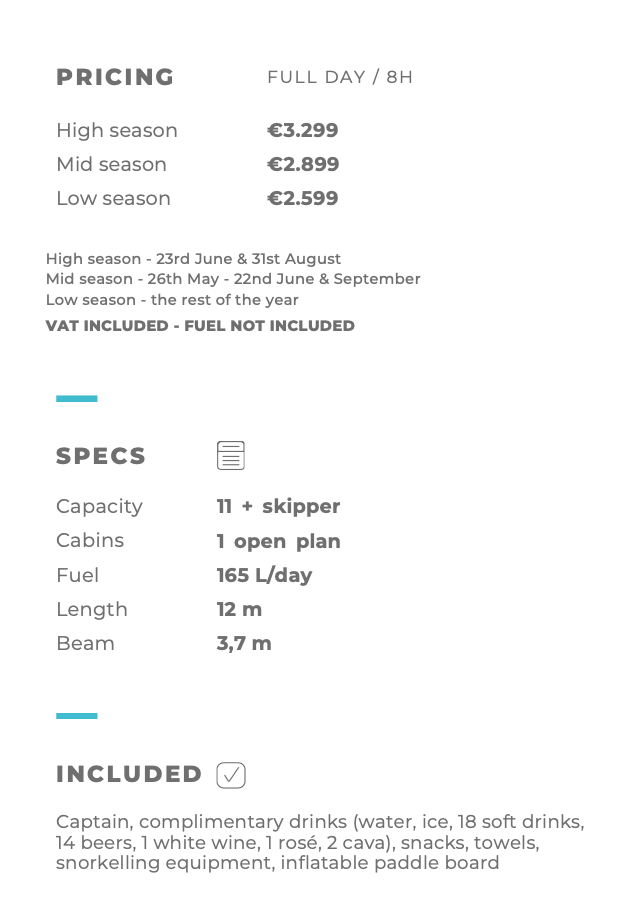 PRICING FULL DAY / 8H
High season €3.299
Mid season €2.899
Low season €2.599
High season - 23rd June & 31st August
Mid season - 26th May - 22nd June & September
Low season - the rest of the year
VAT INCLUDED - FUEL NOT INCLUDED
SPECS
Capacity 11 + skipper
Cabins 1 open plan
Fuel 165 L/day
Length 12 m
Beam 3,7 m
INCLUDED
Captain, complimentary drinks (water, ice, 18 soft drinks,
14 beers, 1 white wine, 1 rosé, 2 cava), snacks, towels,
snorkelling equipment, inflatable paddle board